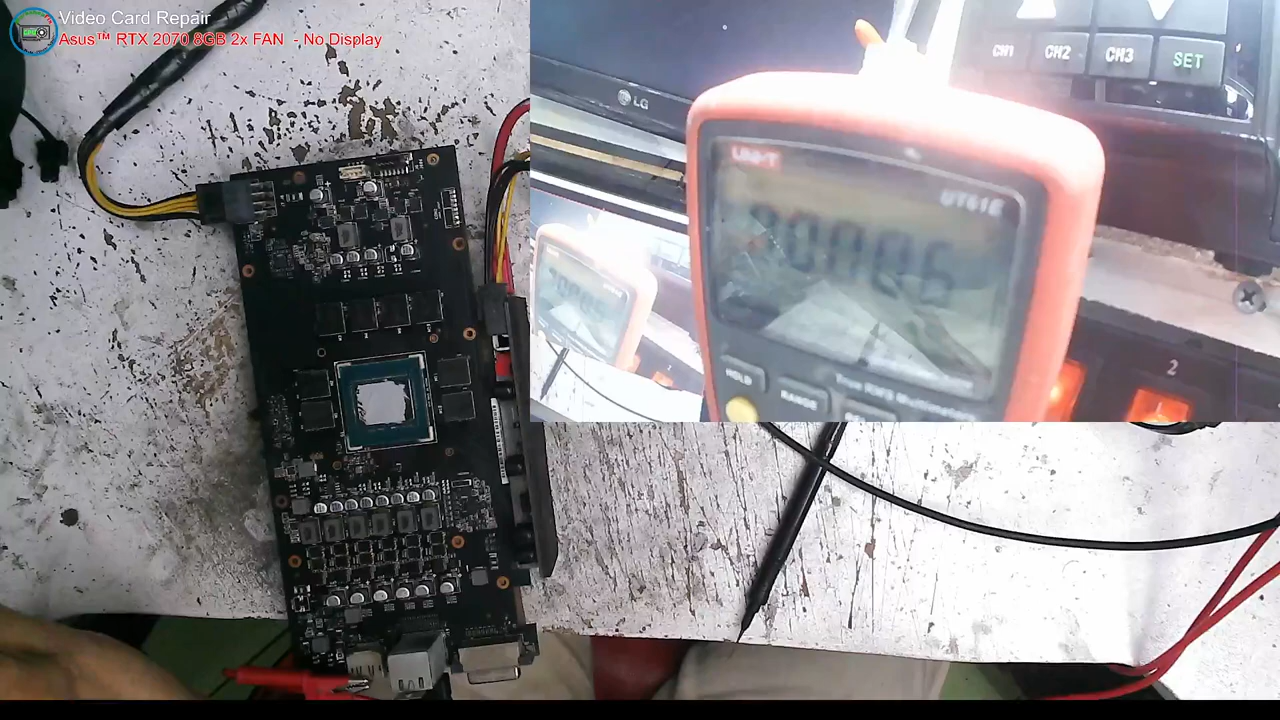 Video Card Repair
Asus™ RTX 2070 8GB 2x FAN - No Display
LG
CH1 CH2 CH3 SET
UNI-T
UT61E
2
HOLD
RANGE
True RMS Multimeter